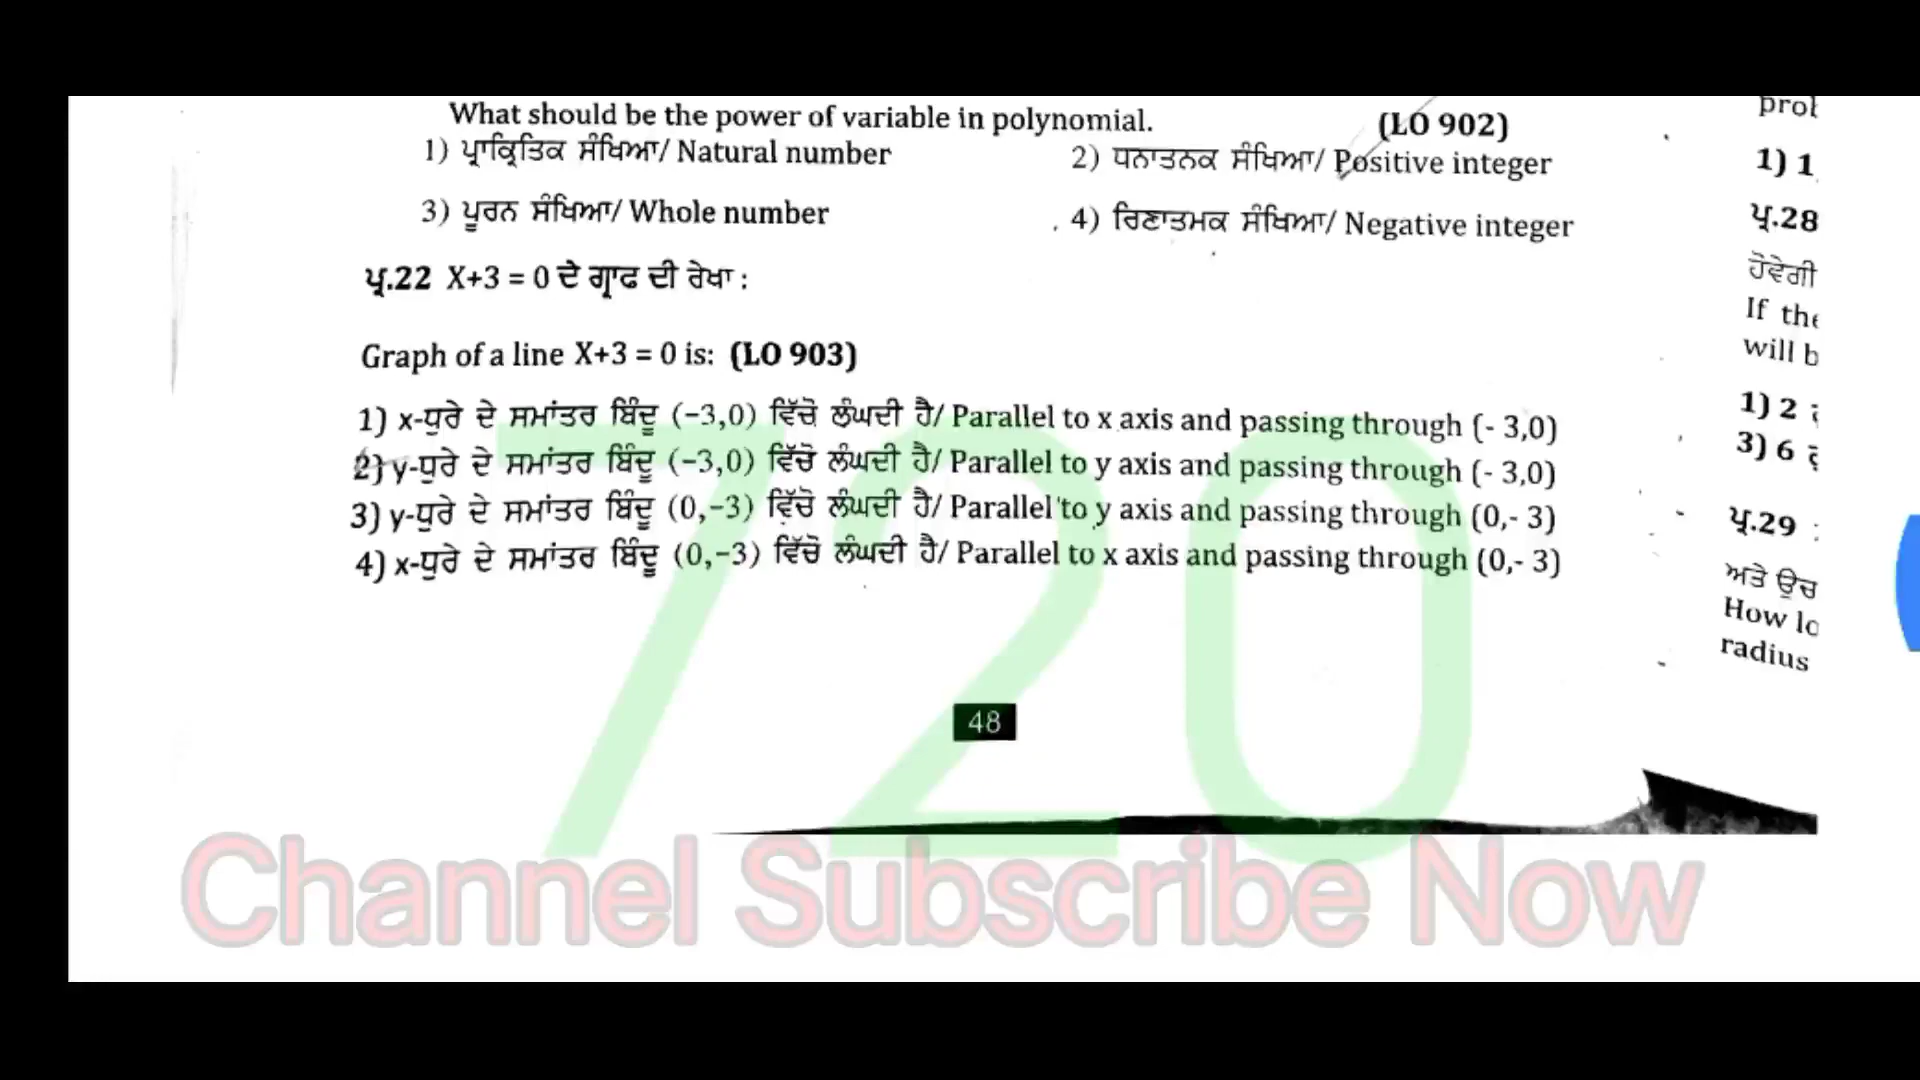 What should be the power of variable in polynomial. (LO 902)
1) ਪ੍ਰਾਕ੍ਰਿਤਿਕ ਸੰਖਿਆ/ Natural number 2) ਧਨਾਤਨਕ ਸੰਖਿਆ/ Positive integer
3) ਪੂਰਨ ਸੰਖਿਆ/ Whole number 4) ਰਿਣਾਤਮਕ ਸੰਖਿਆ/ Negative integer
ਪ੍ਰ.22 X+3 = 0 ਦੇ ਗ੍ਰਾਫ ਦੀ ਰੇਖਾ :
Graph of a line X+3 = 0 is: (LO 903)
1) x-ਧੁਰੇ ਦੇ ਸਮਾਂਤਰ ਬਿੰਦੂ (−3,0) ਵਿੱਚੋ ਲੰਘਦੀ ਹੈ/ Parallel to x axis and passing through (- 3,0)
2) y-ਧੁਰੇ ਦੇ ਸਮਾਂਤਰ ਬਿੰਦੂ (−3,0) ਵਿੱਚੋ ਲੰਘਦੀ ਹੈ/ Parallel to y axis and passing through (- 3,0)
3) y-ਧੁਰੇ ਦੇ ਸਮਾਂਤਰ ਬਿੰਦੂ (0,−3) ਵਿੱਚੋ ਲੰਘਦੀ ਹੈ/ Parallel to y axis and passing through (0,- 3)
4) x-ਧੁਰੇ ਦੇ ਸਮਾਂਤਰ ਬਿੰਦੂ (0,−3) ਵਿੱਚੋ ਲੰਘਦੀ ਹੈ/ Parallel to x axis and passing through (0,- 3)
48
1) 1
ਪ੍ਰ.28
ਹੋਵੇਗੀ
If the
will b
1) 2
3) 6
ਪ੍ਰ.29
ਅਤੇ ਉਚ
How lo
radius
720
Channel Subscribe Now